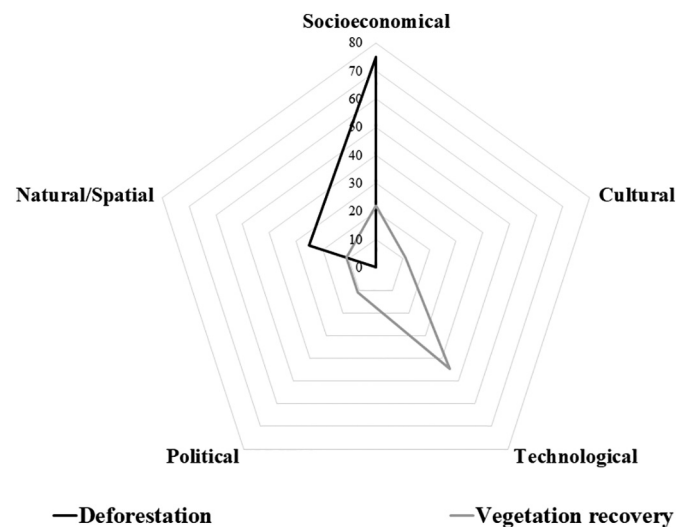 Socioeconomical
80
70
60
50
40
30
20
10
0
Natural/Spatial
Cultural
Political
Technological
Deforestation
Vegetation recovery